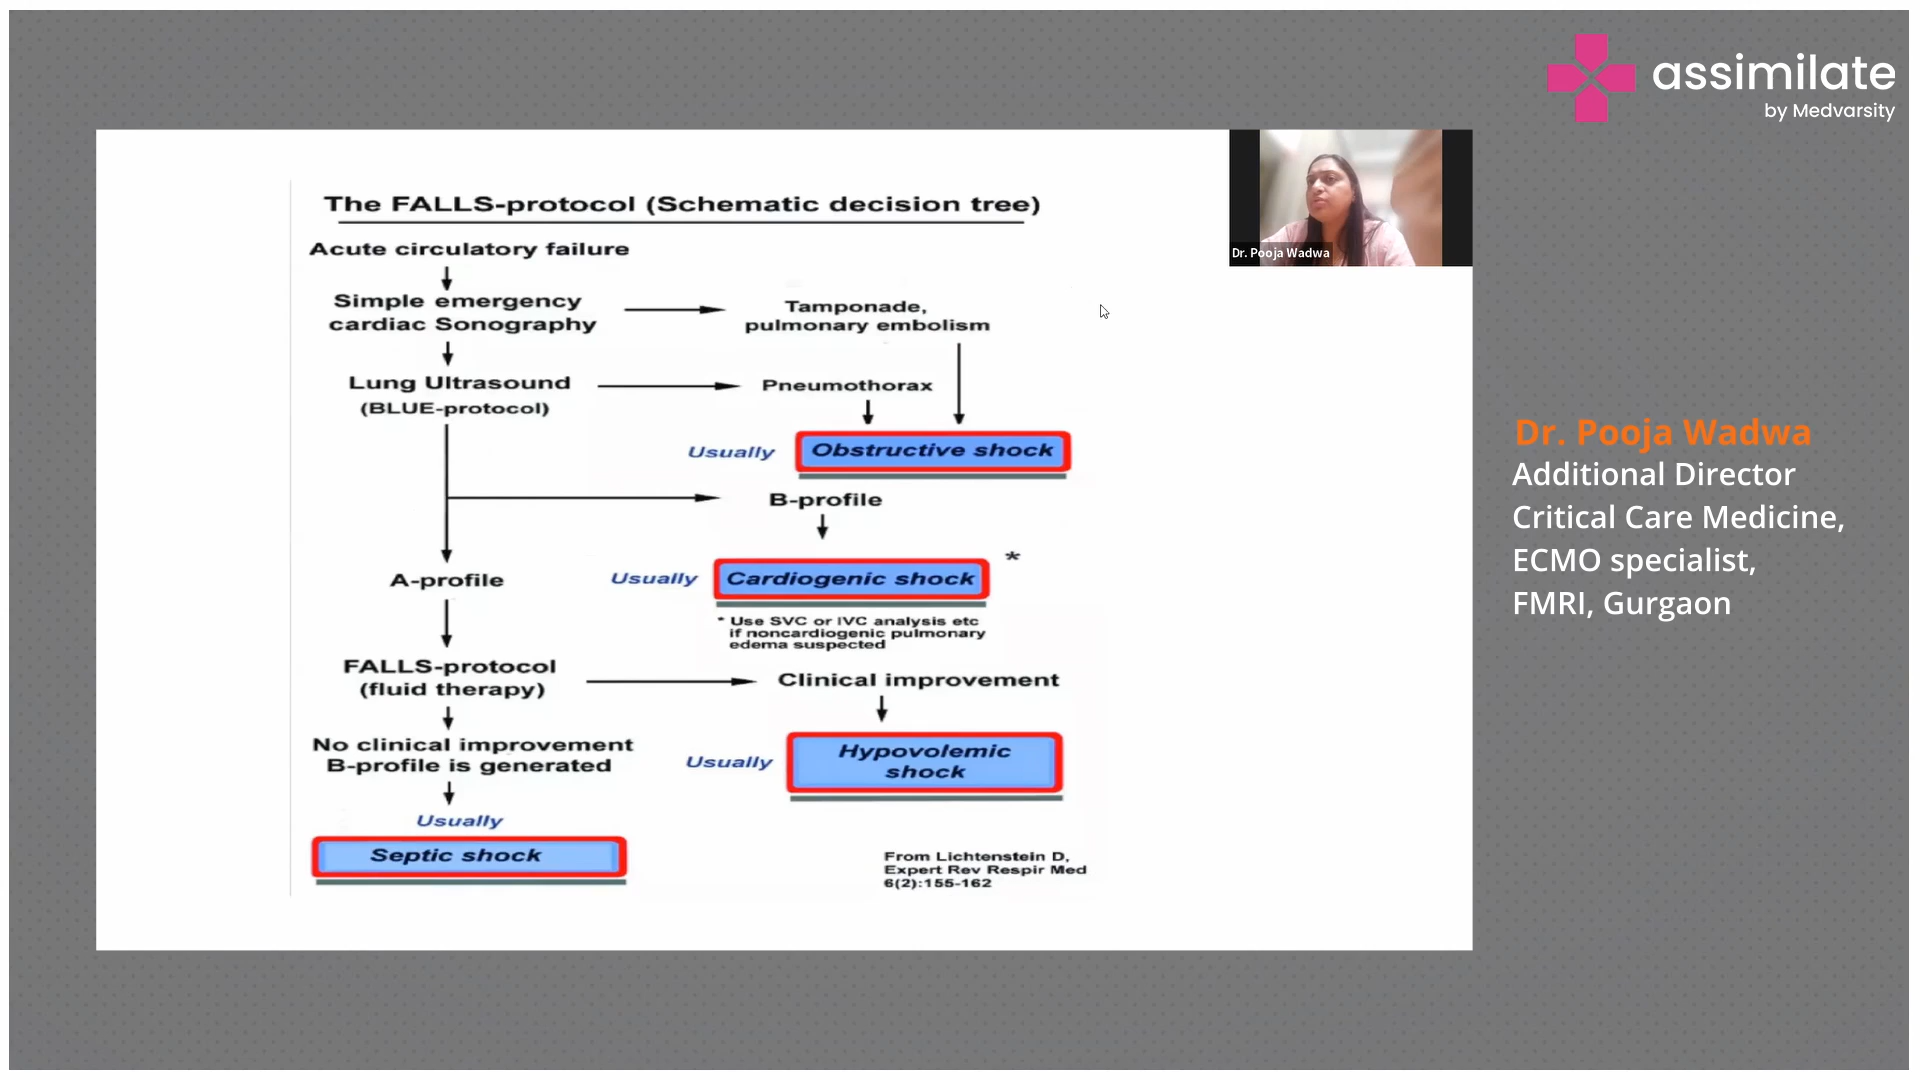 assimilate
by Medvarsity
The FALLS-protocol (Schematic decision tree)
Acute circulatory failure
Simple emergency
cardiac Sonography
Tamponade,
pulmonary embolism
Lung Ultrasound
(BLUE-protocol)
Pneumothorax
Usually
Obstructive shock
B-profile
A-profile
Usually
Cardiogenic shock
*
* Use SVC or IVC analysis etc
if noncardiogenic pulmonary
edema suspected
FALLS-protocol
(fluid therapy)
Clinical improvement
No clinical improvement
B-profile is generated
Usually
Hypovolemic
shock
Usually
Septic shock
From Lichtenstein D,
Expert Rev Respir Med
6(2):155-162
Dr. Pooja Wadwa
Dr. Pooja Wadwa
Additional Director
Critical Care Medicine,
ECMO specialist,
FMRI, Gurgaon